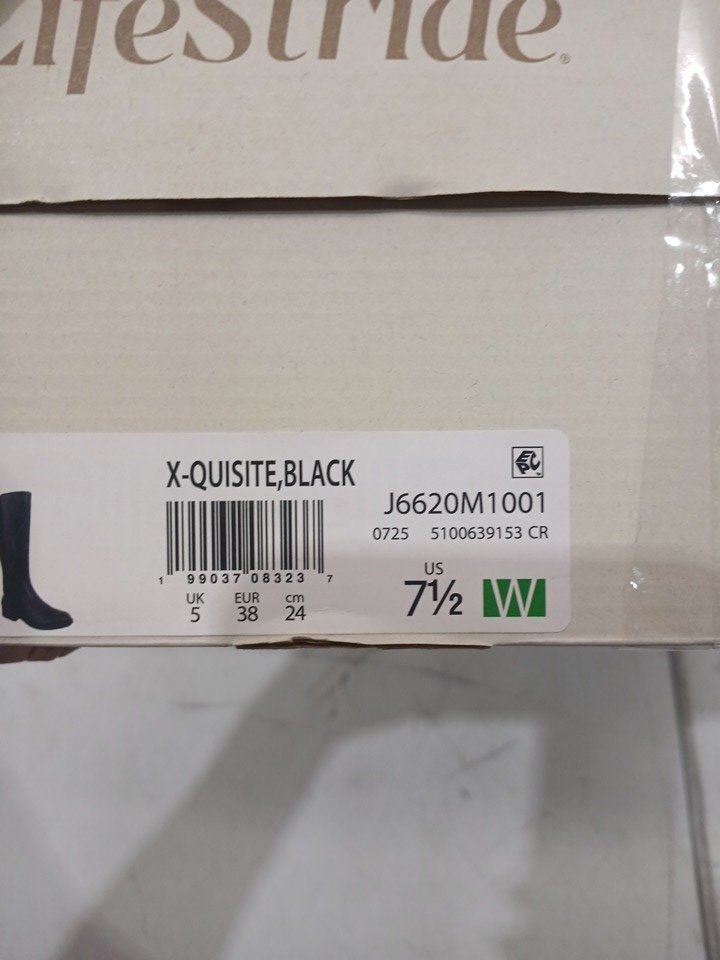 LifeStride®
X-QUISITE,BLACK
EPC
J6620M1001
0725 5100639153 CR
1 99037 08323 7
UK EUR cm
5 38 24
US
7½ W